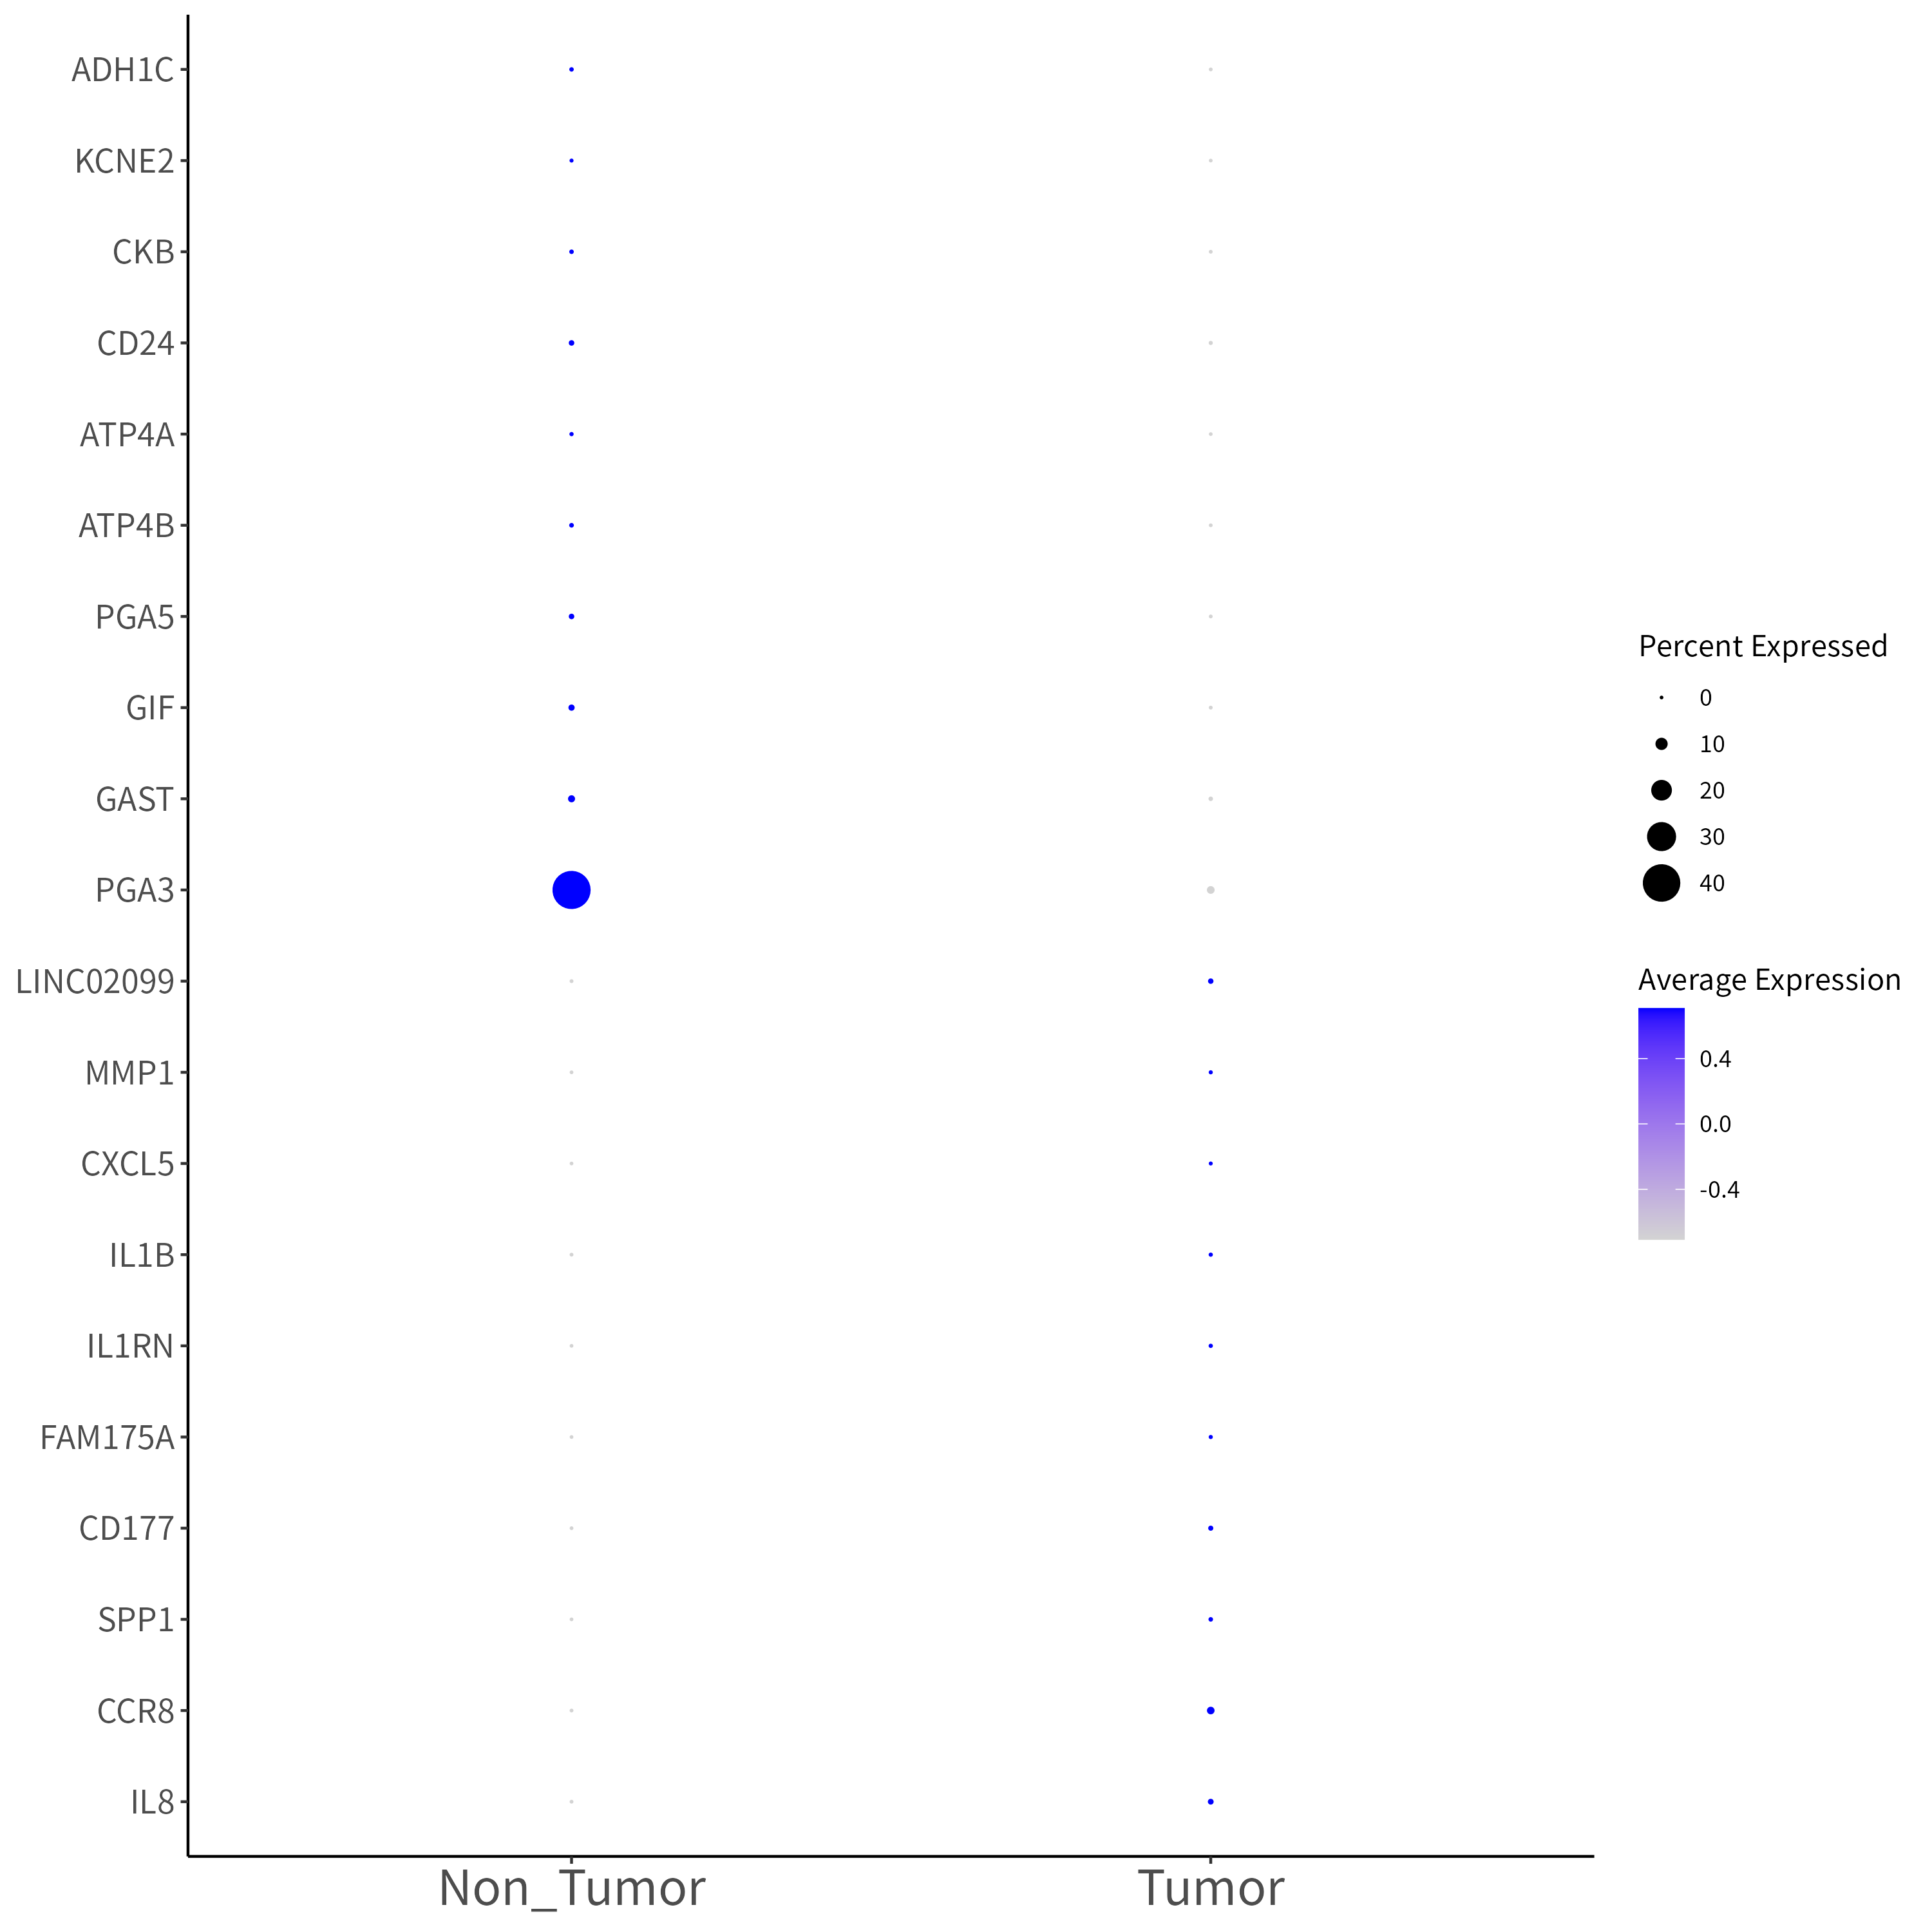 ADH1C
KCNE2
CKB
CD24
ATP4A
ATP4B
PGA5
GIF
GAST
PGA3
LINC02099
MMP1
CXCL5
IL1B
IL1RN
FAM175A
CD177
SPP1
CCR8
IL8
Non_Tumor
Tumor
Percent Expressed
0
10
20
30
40
Average Expression
0.4
0.0
-0.4